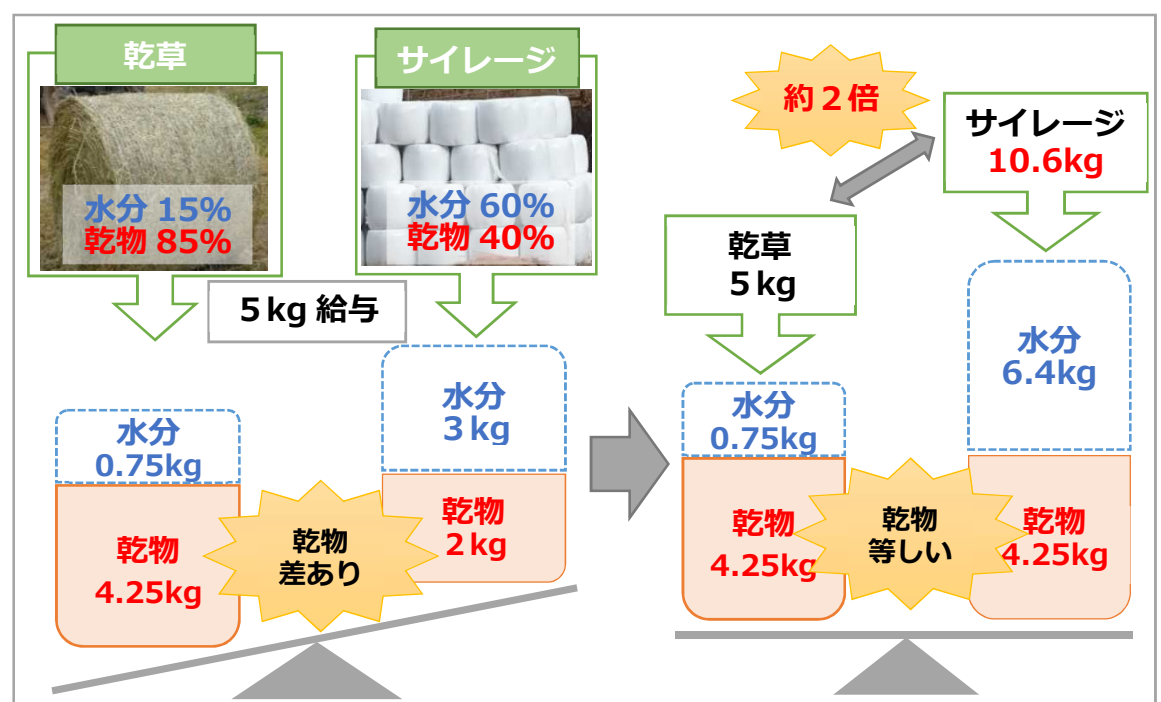 乾草
水分 15%
乾物 85%
サイレージ
水分 60%
乾物 40%
5kg 給与
水分
0.75kg
乾物
4.25kg
水分
3kg
乾物
2kg
乾物
差あり
約2倍
乾草
5kg
サイレージ
10.6kg
水分
0.75kg
乾物
4.25kg
水分
6.4kg
乾物
4.25kg
乾物
等しい